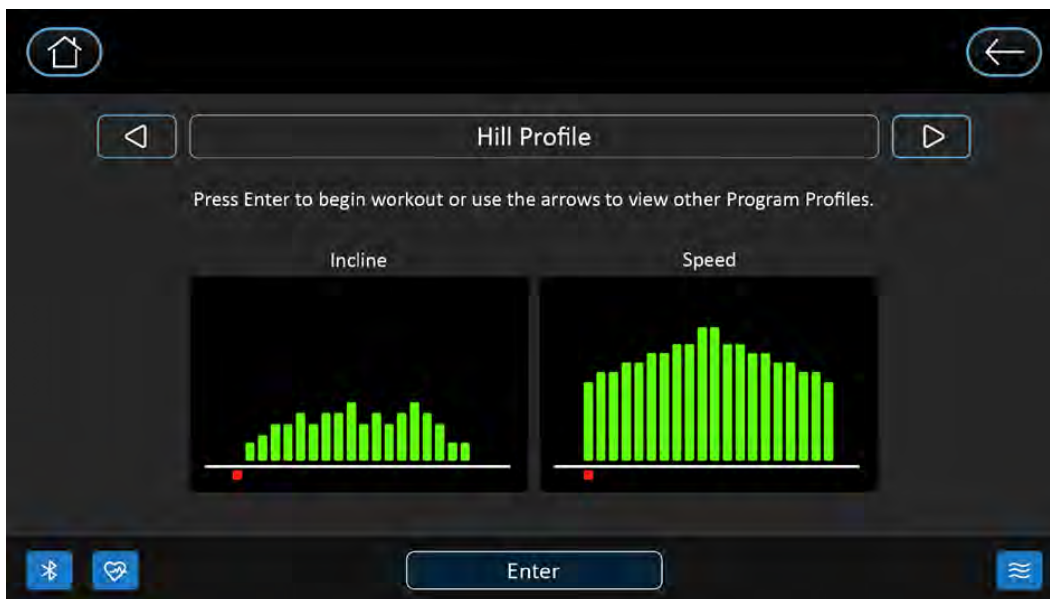 Hill Profile
Press Enter to begin workout or use the arrows to view other Program Profiles.
Incline
Speed
Enter